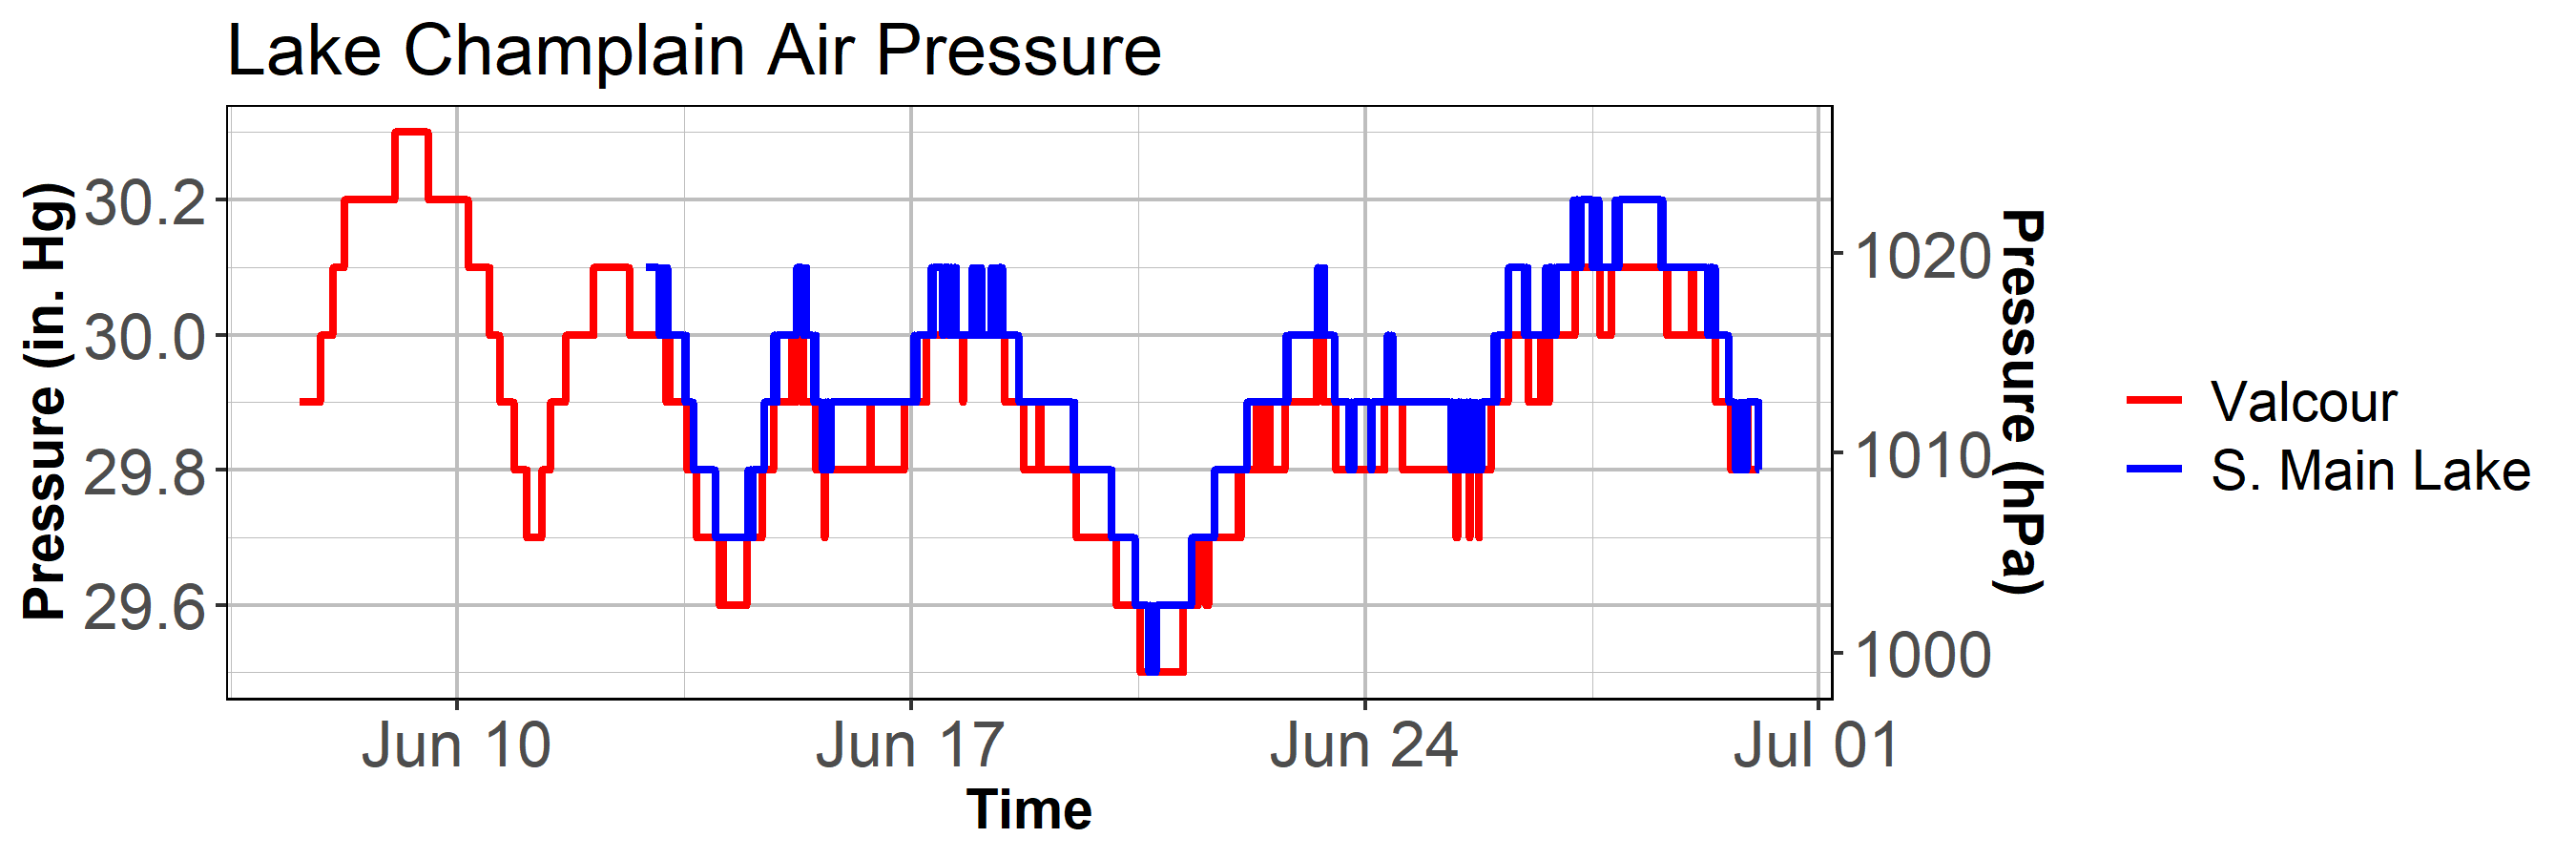 Lake Champlain Air Pressure
Pressure (in. Hg)
30.2
30.0
29.8
29.6
1020
1010
1000
Pressure (hPa)
Jun 10
Jun 17
Jun 24
Jul 01
Time
Valcour
S. Main Lake